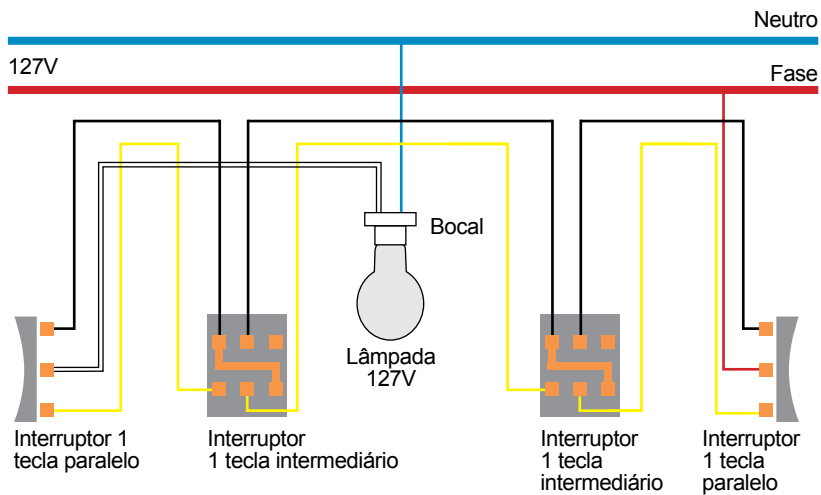 Neutro
127V
Fase
Bocal
Lâmpada
127V
Interruptor 1
tecla paralelo
Interruptor
1 tecla intermediário
Interruptor
1 tecla
intermediário
Interruptor
1 tecla
paralelo